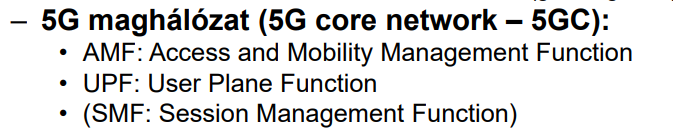 – 5G maghálózat (5G core network – 5GC):
• AMF: Access and Mobility Management Function
• UPF: User Plane Function
• (SMF: Session Management Function)